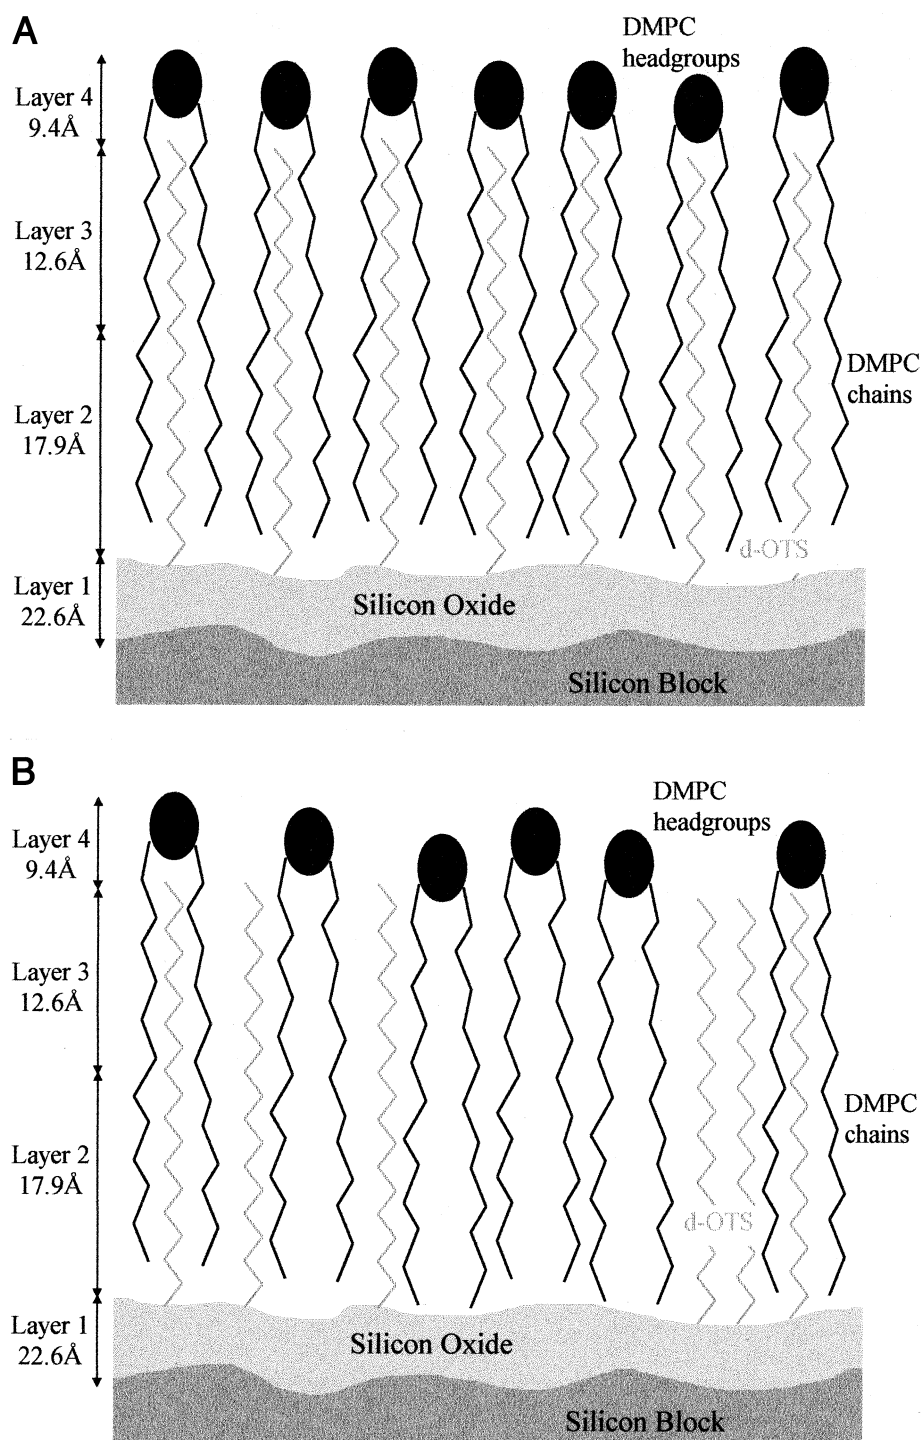 A
DMPC
headgroups
Layer 4
9.4Å
Layer 3
12.6Å
DMPC
chains
Layer 2
17.9Å
d-OTS
Layer 1
22.6Å
Silicon Oxide
Silicon Block
B
DMPC
headgroups
Layer 4
9.4Å
Layer 3
12.6Å
DMPC
chains
Layer 2
17.9Å
d-OTS
Layer 1
22.6Å
Silicon Oxide
Silicon Block